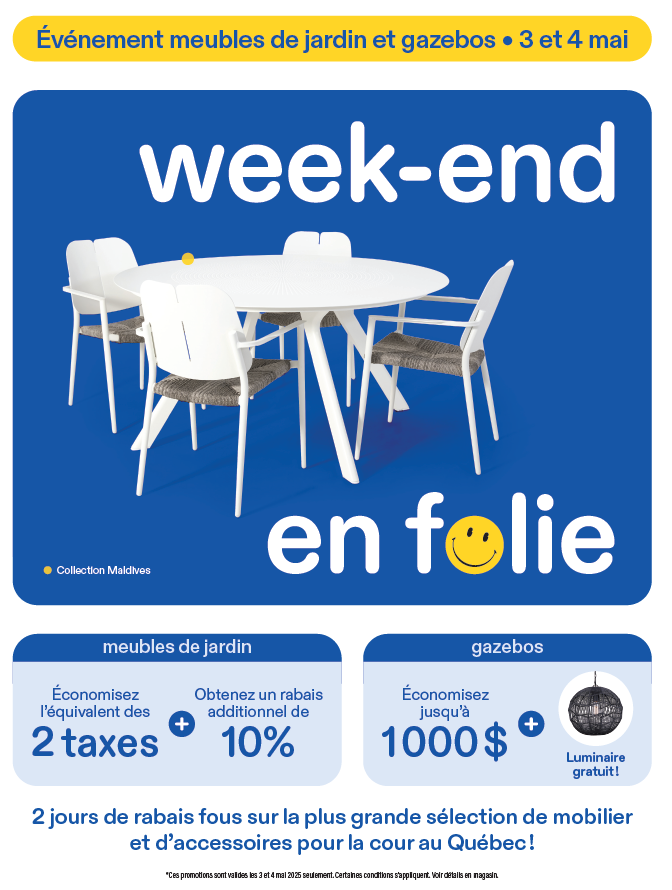 Événement meubles de jardin et gazebos • 3 et 4 mai
week-end
en folie
Collection Maldives
meubles de jardin
Économisez
l'équivalent des
2 taxes
+
Obtenez un rabais
additionnel de
10%
gazebos
Économisez
jusqu'à
1 000 $
+
Luminaire
gratuit !
2 jours de rabais fous sur la plus grande sélection de mobilier
et d'accessoires pour la cour au Québec !
*Ces promotions sont valides les 3 et 4 mai 2025 seulement. Certaines conditions s'appliquent. Voir détails en magasin.